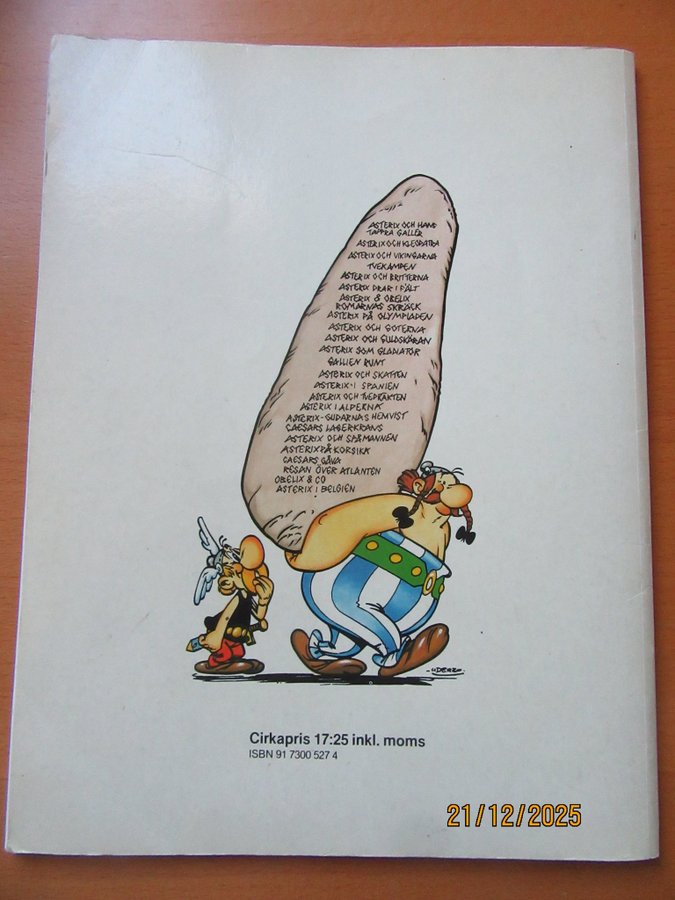 ASTERIX OCH HANS
TAPPRA GALLER
ASTERIX OCH KLEOPATRA
ASTERIX OCH VIKINGARNA
TVEKAMPEN
ASTERIX OCH BRITTERNA
ASTERIX DRAR I FÄLT
ASTERIX & OBELIX
ROMARNAS SKRÄCK
ASTERIX PÅ OLYMPIADEN
ASTERIX OCH GOTERNA
ASTERIX OCH GULDSKÄRAN
ASTERIX SOM GLADIATOR
GALLIEN RUNT
ASTERIX OCH SKATTEN
ASTERIX I SPANIEN
ASTERIX OCH TVEDRÄKTEN
ASTERIX I ALPERNA
ASTERIX-GUDARNAS HEMVIST
CAESARS LAGERKRANS
ASTERIX OCH SPÅMANNEN
ASTERIX PÅ KORSIKA
CAESARS GÅVA
RESAN ÖVER ATLANTEN
OBELIX & CO
ASTERIX I BELGIEN
-UDERZO-
Cirkapris 17:25 inkl. moms
ISBN 91 7300 527 4
21/12/2025